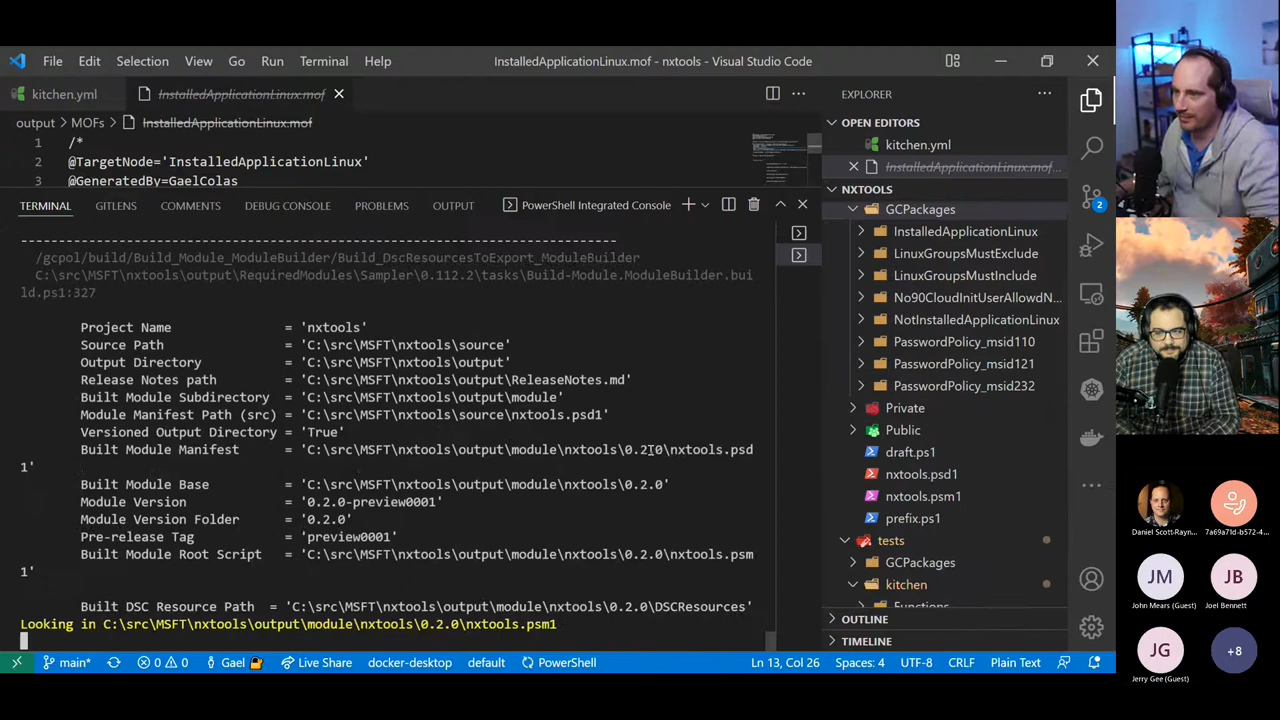 File Edit Selection View Go Run Terminal Help
InstalledApplicationLinux.mof - nxtools - Visual Studio Code
kitchen.yml InstalledApplicationLinux.mof
output > MOFs > InstalledApplicationLinux.mof
1 /*
2 @TargetNode='InstalledApplicationLinux'
3 @GeneratedBy=GaelColas
TERMINAL GITLENS COMMENTS DEBUG CONSOLE PROBLEMS OUTPUT PowerShell Integrated Console
--------------------------------------------------------------------------------
/gcpol/build/Build_Module_ModuleBuilder/Build_DscResourcesToExport_ModuleBuilder
C:\src\MSFT\nxtools\output\RequiredModules\Sampler\0.112.2\tasks\Build-Module.ModuleBuilder.bui
ld.ps1:327
Project Name = 'nxtools'
Source Path = 'C:\src\MSFT\nxtools\source'
Output Directory = 'C:\src\MSFT\nxtools\output'
Release Notes path = 'C:\src\MSFT\nxtools\output\ReleaseNotes.md'
Built Module Subdirectory = 'C:\src\MSFT\nxtools\output\module'
Module Manifest Path (src) = 'C:\src\MSFT\nxtools\source\nxtools.psd1'
Versioned Output Directory = 'True'
Built Module Manifest = 'C:\src\MSFT\nxtools\output\module\nxtools\0.2.0\nxtools.psd
1'
Built Module Base = 'C:\src\MSFT\nxtools\output\module\nxtools\0.2.0'
Module Version = '0.2.0-preview0001'
Module Version Folder = '0.2.0'
Pre-release Tag = 'preview0001'
Built Module Root Script = 'C:\src\MSFT\nxtools\output\module\nxtools\0.2.0\nxtools.psm
1'
Built DSC Resource Path = 'C:\src\MSFT\nxtools\output\module\nxtools\0.2.0\DSCResources'
Looking in C:\src\MSFT\nxtools\output\module\nxtools\0.2.0\nxtools.psm1
EXPLORER
OPEN EDITORS
kitchen.yml
InstalledApplicationLinux.mof...
NXTOOLS
GCPackages
InstalledApplicationLinux
LinuxGroupsMustExclude
LinuxGroupsMustInclude
No90CloudInitUserAllowdN...
NotInstalledApplicationLinux
PasswordPolicy_msid110
PasswordPolicy_msid121
PasswordPolicy_msid232
Private
Public
draft.ps1
nxtools.psd1
nxtools.psm1
prefix.ps1
tests
GCPackages
kitchen
Functions
OUTLINE
TIMELINE
2
main* 0 0 Gael Live Share docker-desktop default PowerShell Ln 13, Col 26 Spaces: 4 UTF-8 CRLF Plain Text
Daniel Scott-Rayn... 7a69a71d-b572-4...
JM JB
John Mears (Guest) Joel Bennett
JG +8
Jerry Gee (Guest)